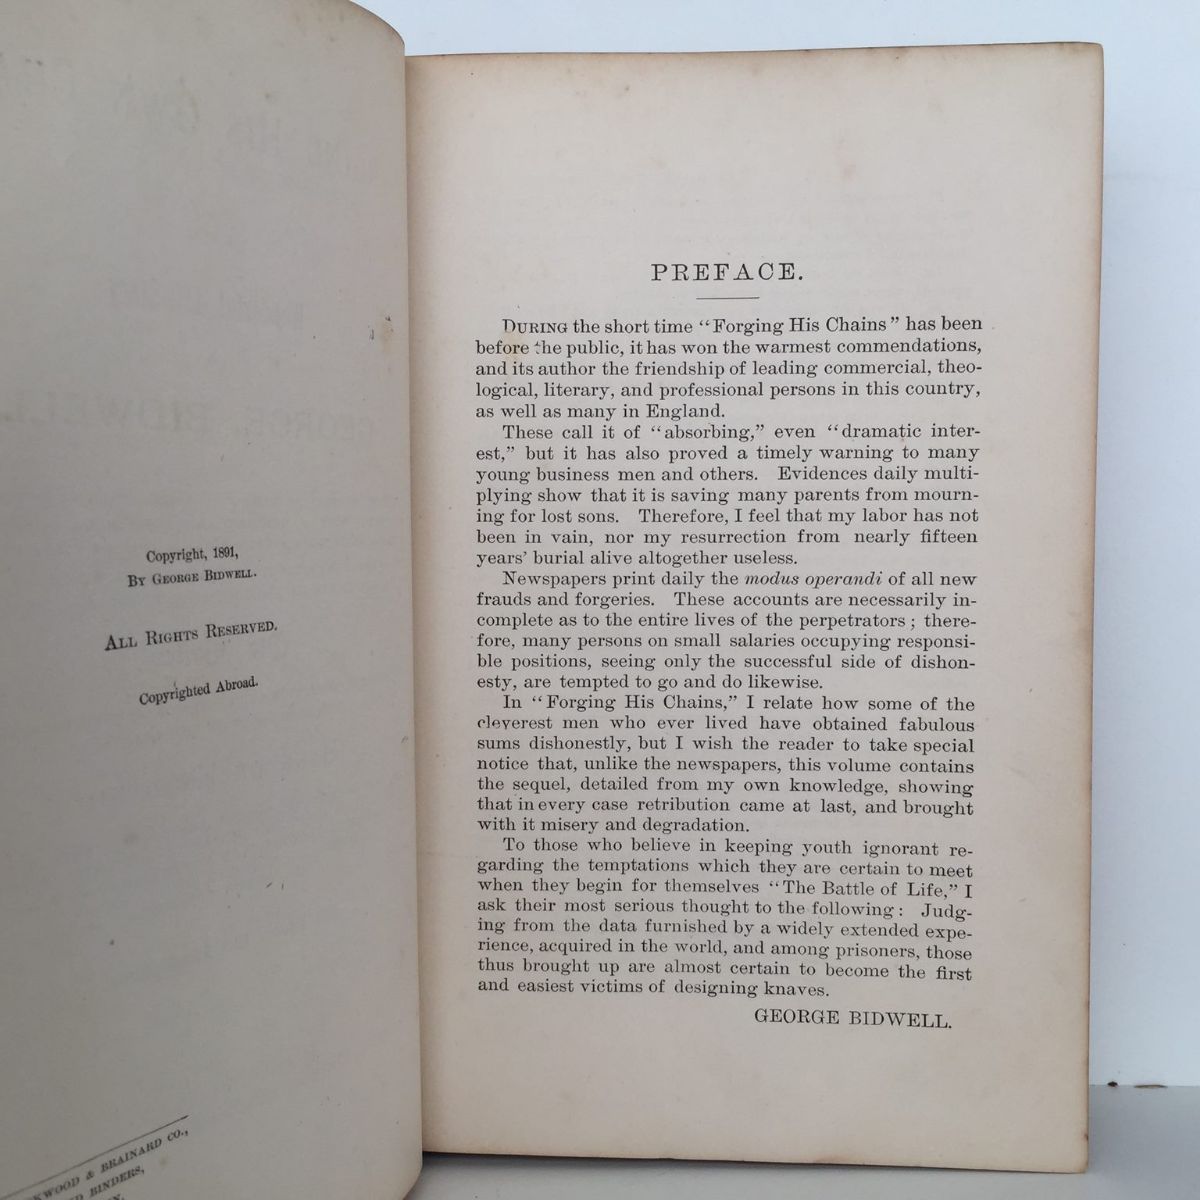 Copyright, 1891,
BY GEORGE BIDWELL.
ALL RIGHTS RESERVED.
Copyrighted Abroad.
& BRAINARD CO.,
BINDERS,
PREFACE.
DURING the short time “Forging His Chains” has been
before the public, it has won the warmest commendations,
and its author the friendship of leading commercial, theo-
logical, literary, and professional persons in this country,
as well as many in England.
These call it of “absorbing,” even “dramatic inter-
est,” but it has also proved a timely warning to many
young business men and others. Evidences daily multi-
plying show that it is saving many parents from mourn-
ing for lost sons. Therefore, I feel that my labor has not
been in vain, nor my resurrection from nearly fifteen
years’ burial alive altogether useless.
Newspapers print daily the modus operandi of all new
frauds and forgeries. These accounts are necessarily in-
complete as to the entire lives of the perpetrators ; there-
fore, many persons on small salaries occupying responsi-
ble positions, seeing only the successful side of dishon-
esty, are tempted to go and do likewise.
In “Forging His Chains,” I relate how some of the
cleverest men who ever lived have obtained fabulous
sums dishonestly, but I wish the reader to take special
notice that, unlike the newspapers, this volume contains
the sequel, detailed from my own knowledge, showing
that in every case retribution came at last, and brought
with it misery and degradation.
To those who believe in keeping youth ignorant re-
garding the temptations which they are certain to meet
when they begin for themselves “The Battle of Life,” I
ask their most serious thought to the following : Judg-
ing from the data furnished by a widely extended expe-
rience, acquired in the world, and among prisoners, those
thus brought up are almost certain to become the first
and easiest victims of designing knaves.
GEORGE BIDWELL.